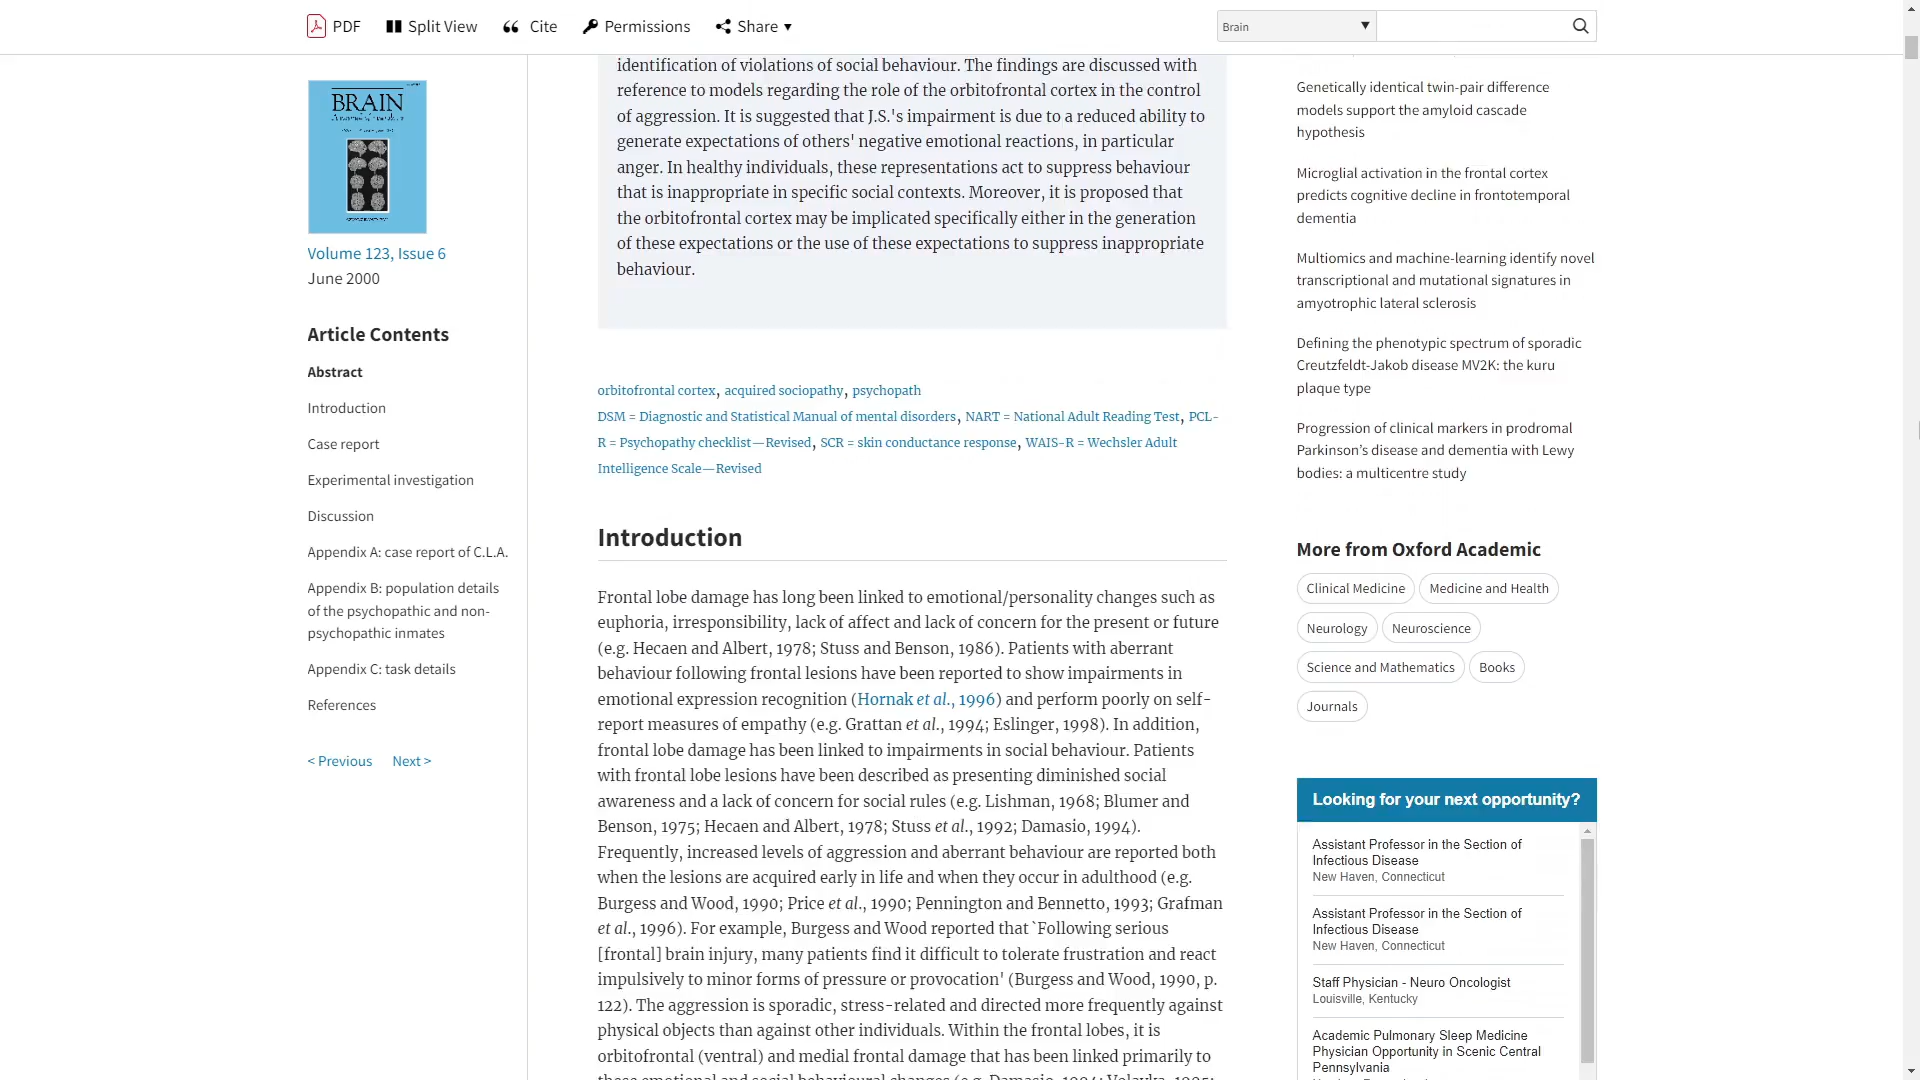 PDF
Split View
Cite
Permissions
Share
Brain
BRAIN
Volume 123, Issue 6
June 2000
Article Contents
Abstract
Introduction
Case report
Experimental investigation
Discussion
Appendix A: case report of C.L.A.
Appendix B: population details
of the psychopathic and non-
psychopathic inmates
Appendix C: task details
References
< Previous
Next >
identification of violations of social behaviour. The findings are discussed with
reference to models regarding the role of the orbitofrontal cortex in the control
of aggression. It is suggested that J.S.'s impairment is due to a reduced ability to
generate expectations of others' negative emotional reactions, in particular
anger. In healthy individuals, these representations act to suppress behaviour
that is inappropriate in specific social contexts. Moreover, it is proposed that
the orbitofrontal cortex may be implicated specifically either in the generation
of these expectations or the use of these expectations to suppress inappropriate
behaviour.
orbitofrontal cortex, acquired sociopathy, psychopath
DSM = Diagnostic and Statistical Manual of mental disorders, NART = National Adult Reading Test, PCL-
R = Psychopathy checklist—Revised, SCR = skin conductance response, WAIS-R = Wechsler Adult
Intelligence Scale—Revised
Introduction
Frontal lobe damage has long been linked to emotional/personality changes such as
euphoria, irresponsibility, lack of affect and lack of concern for the present or future
(e.g. Hecaen and Albert, 1978; Stuss and Benson, 1986). Patients with aberrant
behaviour following frontal lesions have been reported to show impairments in
emotional expression recognition (Hornak et al., 1996) and perform poorly on self-
report measures of empathy (e.g. Grattan et al., 1994; Eslinger, 1998). In addition,
frontal lobe damage has been linked to impairments in social behaviour. Patients
with frontal lobe lesions have been described as presenting diminished social
awareness and a lack of concern for social rules (e.g. Lishman, 1968; Blumer and
Benson, 1975; Hecaen and Albert, 1978; Stuss et al., 1992; Damasio, 1994).
Frequently, increased levels of aggression and aberrant behaviour are reported both
when the lesions are acquired early in life and when they occur in adulthood (e.g.
Burgess and Wood, 1990; Price et al., 1990; Pennington and Bennetto, 1993; Grafman
et al., 1996). For example, Burgess and Wood reported that `Following serious
[frontal] brain injury, many patients find it difficult to tolerate frustration and react
impulsively to minor forms of pressure or provocation' (Burgess and Wood, 1990, p.
122). The aggression is sporadic, stress-related and directed more frequently against
physical objects than against other individuals. Within the frontal lobes, it is
orbitofrontal (ventral) and medial frontal damage that has been linked primarily to
Genetically identical twin-pair difference
models support the amyloid cascade
hypothesis
Microglial activation in the frontal cortex
predicts cognitive decline in frontotemporal
dementia
Multiomics and machine-learning identify novel
transcriptional and mutational signatures in
amyotrophic lateral sclerosis
Defining the phenotypic spectrum of sporadic
Creutzfeldt-Jakob disease MV2K: the kuru
plaque type
Progression of clinical markers in prodromal
Parkinson’s disease and dementia with Lewy
bodies: a multicentre study
More from Oxford Academic
Clinical Medicine
Medicine and Health
Neurology
Neuroscience
Science and Mathematics
Books
Journals
Looking for your next opportunity?
Assistant Professor in the Section of
Infectious Disease
New Haven, Connecticut
Assistant Professor in the Section of
Infectious Disease
New Haven, Connecticut
Staff Physician - Neuro Oncologist
Louisville, Kentucky
Academic Pulmonary Sleep Medicine
Physician Opportunity in Scenic Central
Pennsylvania